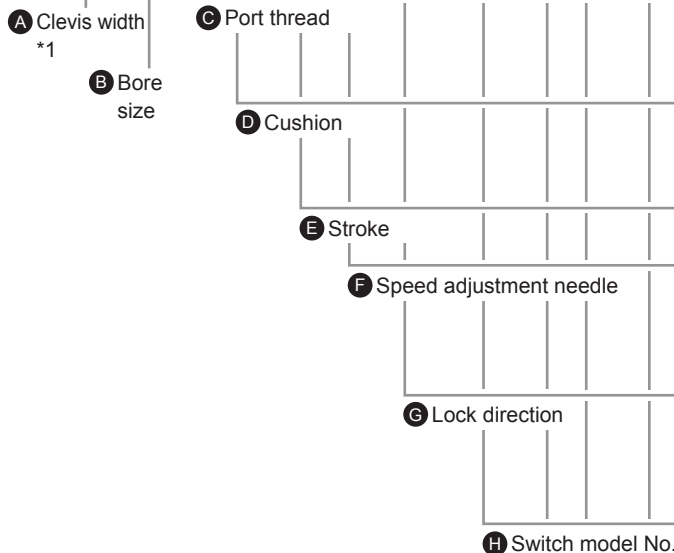 A Clevis width
*1
B Bore
size
C Port thread
D Cushion
E Stroke
F Speed adjustment needle
G Lock direction
H Switch model No.